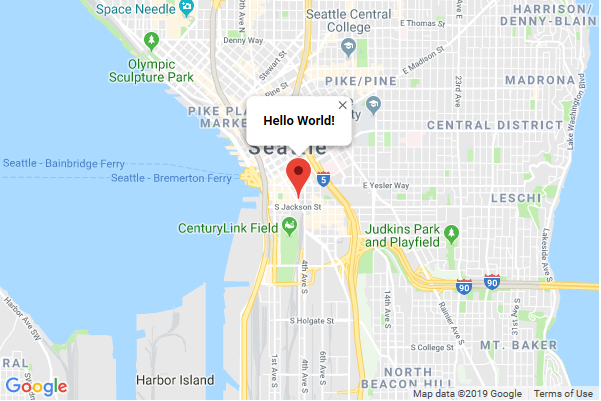 Space Needle
Seattle Central
College
HARRISON/
DENNY-BLAIN
Denny Way
E Thomas St
Olympic
Sculpture Park
Stewart St
E Madison St
PIKE/PINE
23rd Ave E
MADRONA
Lake Washington Blvd
Pine St
PIKE PLA
MARKE
Hello World!
CENTRAL DISTRICT
Seattle
Seattle - Bainbridge Ferry
Seattle - Bremerton Ferry
5
E Yesler Way
LESCHI
S Jackson St
CenturyLink Field
Judkins Park
and Playfield
Lakeside Ave S
4th Ave S
90
90
Harbor Ave SW
14th Ave S
Rainier Ave S
31st Ave S
S Holgate St
1st Ave S
6th Ave S
S College St
MT. BAKER
RAL
Harbor Island
NORTH
BEACON HILL
Google
Map data ©2019 Google
Terms of Use